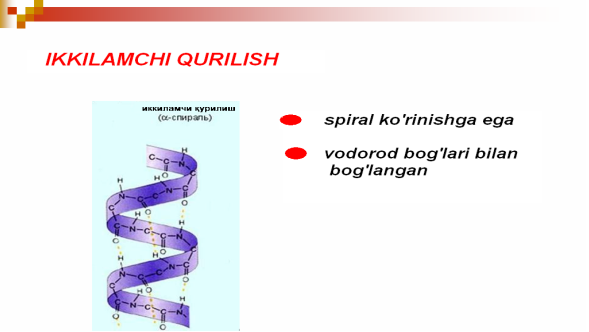 IKKILAMCHI QURILISH
иккиламчи қурилиш
(α-спираль)
spiral ko'rinishga ega
vodorod bog'lari bilan
bog'langan